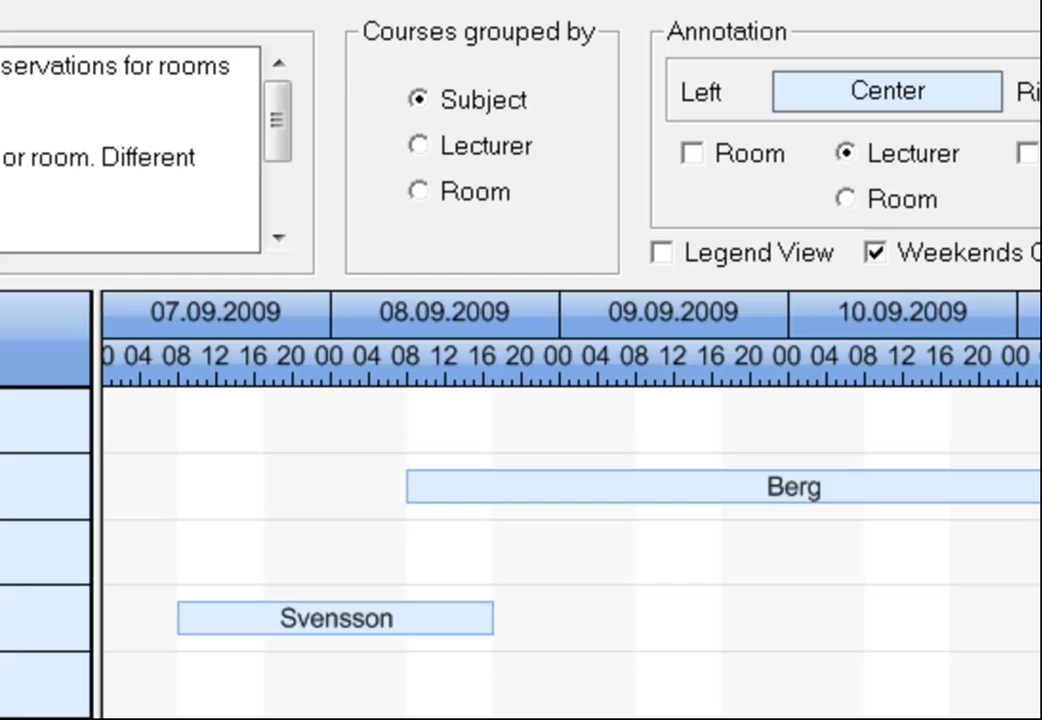 servations for rooms
or room. Different
Courses grouped by
Subject
Lecturer
Room
Annotation
Left Center Ri
Room Lecturer
Room
Legend View Weekends
07.09.2009 08.09.2009 09.09.2009 10.09.2009
0 04 08 12 16 20 00 04 08 12 16 20 00 04 08 12 16 20 00 04 08 12 16 20 00
Berg
Svensson